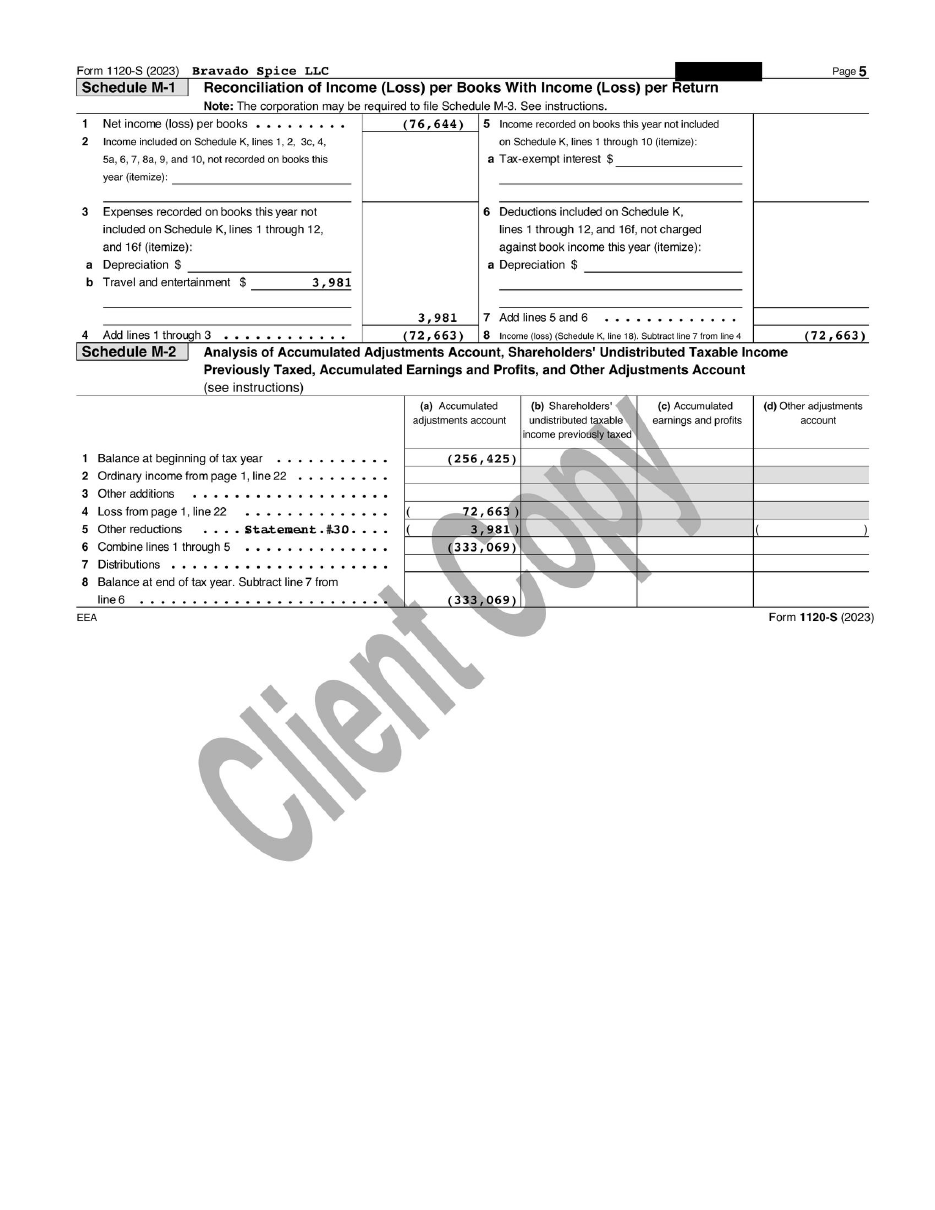 Form 1120-S (2023) Bravado Spice LLC Page 5
Schedule M-1 Reconciliation of Income (Loss) per Books With Income (Loss) per Return
Note: The corporation may be required to file Schedule M-3. See instructions.
1 Net income (loss) per books . . . . . . . . . (76,644)
2 Income included on Schedule K, lines 1, 2, 3c, 4,
5a, 6, 7, 8a, 9, and 10, not recorded on books this
year (itemize):
3 Expenses recorded on books this year not
included on Schedule K, lines 1 through 12,
and 16f (itemize):
a Depreciation $
b Travel and entertainment $ 3,981
3,981
4 Add lines 1 through 3 . . . . . . . . . . . . (72,663)
5 Income recorded on books this year not included
on Schedule K, lines 1 through 10 (itemize):
a Tax-exempt interest $
6 Deductions included on Schedule K,
lines 1 through 12, and 16f, not charged
against book income this year (itemize):
a Depreciation $
7 Add lines 5 and 6 . . . . . . . . . . . . .
8 Income (loss) (Schedule K, line 18). Subtract line 7 from line 4 (72,663)
Schedule M-2 Analysis of Accumulated Adjustments Account, Shareholders' Undistributed Taxable Income
Previously Taxed, Accumulated Earnings and Profits, and Other Adjustments Account
(see instructions)
(a) Accumulated
adjustments account
(b) Shareholders'
undistributed taxable
income previously taxed
(c) Accumulated
earnings and profits
(d) Other adjustments
account
1 Balance at beginning of tax year . . . . . . . . . . . (256,425)
2 Ordinary income from page 1, line 22 . . . . . . . . .
3 Other additions . . . . . . . . . . . . . . . . . . .
4 Loss from page 1, line 22 . . . . . . . . . . . . . . ( 72,663 )
5 Other reductions . . . . Statement #30 . . . . ( 3,981 ) ( )
6 Combine lines 1 through 5 . . . . . . . . . . . . . . (333,069)
7 Distributions . . . . . . . . . . . . . . . . . . . . .
8 Balance at end of tax year. Subtract line 7 from
line 6 . . . . . . . . . . . . . . . . . . . . . . . . (333,069)
EEA Form 1120-S (2023)
Client Copy